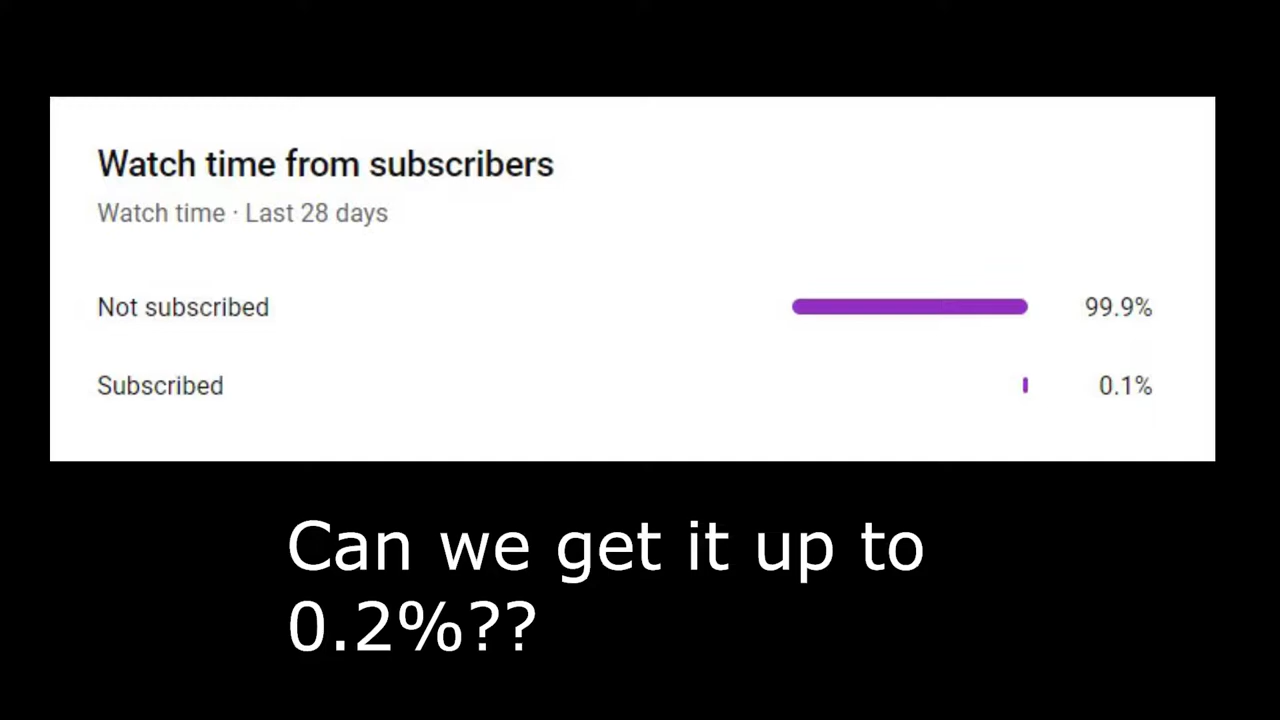 Watch time from subscribers
Watch time · Last 28 days
Not subscribed 99.9%
Subscribed 0.1%
Can we get it up to
0.2%??